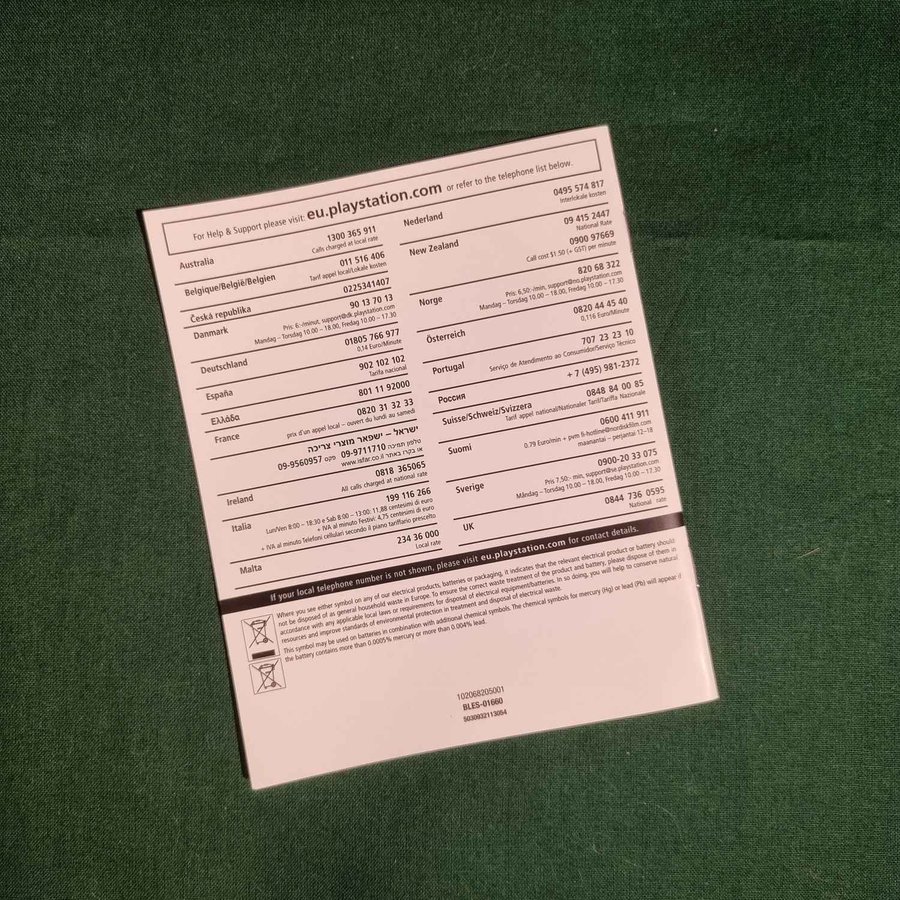 For Help & Support please visit: eu.playstation.com or refer to the telephone list below.
Australia
1300 365 911
Calls charged at local rate
Belgique/België/Belgien
011 516 406
Tarif appel local/Lokale kosten
Česká republika
0225341407
Danmark
90 13 70 13
Pris: 6:-/minut, support@dk.playstation.com
Mandag – Torsdag 10.00 – 18.00, Fredag 10.00 – 17.30
Deutschland
01805 766 977
0,14 Euro/Minute
España
902 102 102
Tarifa nacional
Ελλάδα
801 11 92000
France
0820 31 32 33
prix d'un appel local – ouvert du lundi au samedi
ישראל – ישפאר מוצרי צריכה
טלפון תמיכה 09-9711710 פקס 09-9560957
או בקרו באתר www.isfar.co.il
Ireland
0818 365065
All calls charged at national rate
Italia
199 116 266
Lun/Ven 8:00 – 18:30 e Sab 8:00 – 13:00: 11,88 centesimi di euro
+ IVA al minuto Festivi: 4,75 centesimi di euro
+ IVA al minuto Telefoni cellulari secondo il piano tariffario prescelto
Malta
234 36 000
Local rate
Nederland
0495 574 817
Interlokale kosten
New Zealand
09 415 2447
National Rate
0900 97669
Call cost $1.50 (+ GST) per minute
Norge
820 68 322
Pris: 6,50:-/min, support@no.playstation.com
Mandag – Torsdag 10.00 – 18.00, Fredag 10.00 – 17.30
Österreich
0820 44 45 40
0,116 Euro/Minute
Portugal
707 23 23 10
Serviço de Atendimento ao Consumidor/Serviço Técnico
Россия
+ 7 (495) 981-2372
Suisse/Schweiz/Svizzera
0848 84 00 85
Tarif appel national/Nationaler Tarif/Tariffa Nazionale
Suomi
0600 411 911
0.79 Euro/min + pvm fi-hotline@nordiskfilm.com
maanantai – perjantai 12–18
Sverige
0900-20 33 075
Pris 7,50:- min, support@se.playstation.com
Måndag – Torsdag 10.00 – 18.00, Fredag 10.00 – 17.30
UK
0844 736 0595
National rate
If your local telephone number is not shown, please visit eu.playstation.com for contact details.
Where you see either symbol on any of our electrical products, batteries or packaging, it indicates that the relevant electrical product or battery should
not be disposed of as general household waste in Europe. To ensure the correct waste treatment of the product and battery, please dispose of them in
accordance with any applicable local laws or requirements for disposal of electrical equipment/batteries. In so doing, you will help to conserve natural
resources and improve standards of environmental protection in treatment and disposal of electrical waste.
This symbol may be used on batteries in combination with additional chemical symbols. The chemical symbols for mercury (Hg) or lead (Pb) will appear if
the battery contains more than 0.0005% mercury or more than 0.004% lead.
102068205001
BLES-01660
5030932113054